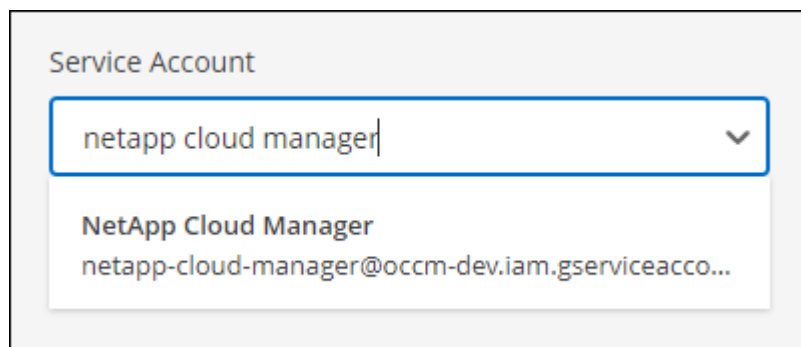 Service Account
netapp cloud manager
NetApp Cloud Manager
netapp-cloud-manager@occm-dev.iam.gserviceacco...